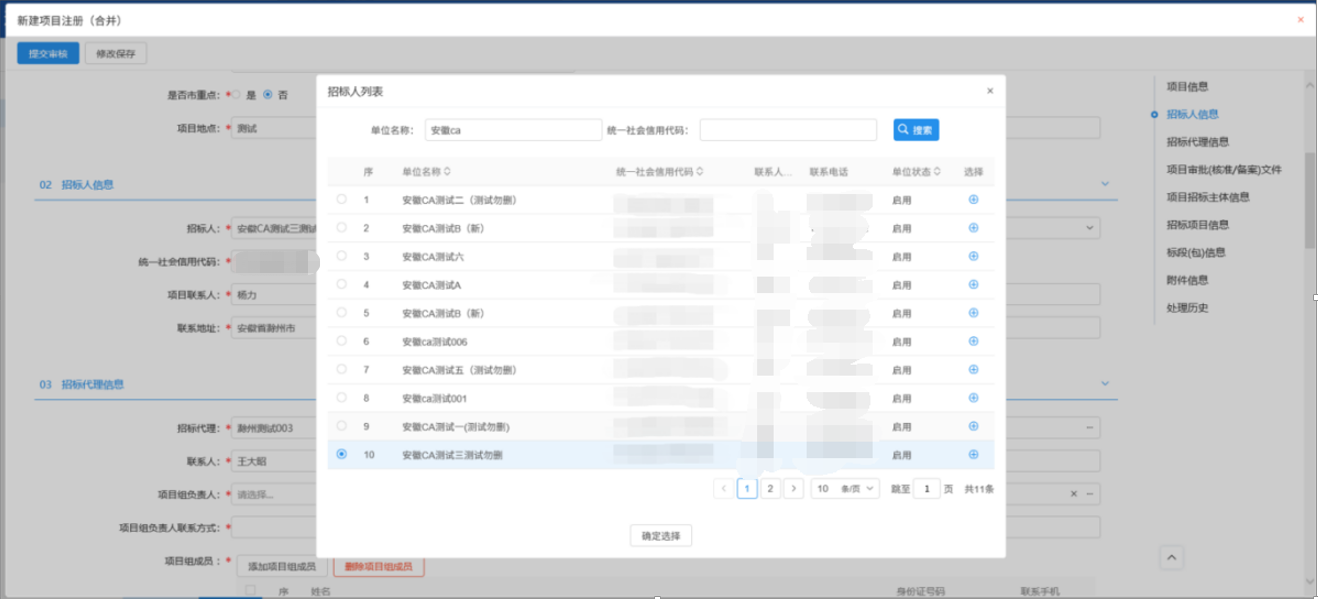 新建项目注册（合并）
×
提交审核 修改保存
是否市重点：* 是 否
项目地点：* 测试
02 招标人信息
招标人：* 安徽CA测试三测试
统一社会信用代码：*
项目联系人：* 杨力
联系地址：* 安徽省滁州市
03 招标代理信息
招标代理：* 滁州测试003
联系人：* 王大昭
项目组负责人：* 请选择...
项目组负责人联系方式：*
项目组成员：* 添加项目组成员 删除项目组成员
序 姓名 身份证号码 联系手机
招标人列表 ×
单位名称： 安徽ca 统一社会信用代码： 搜索
序 单位名称 统一社会信用代码 联系人... 联系电话 单位状态 选择
1 安徽CA测试二（测试勿删） 启用
2 安徽CA测试B（新） 启用
3 安徽CA测试六 启用
4 安徽CA测试A 启用
5 安徽CA测试B（新） 启用
6 安徽ca测试006 启用
7 安徽CA测试五（测试勿删） 启用
8 安徽ca测试001 启用
9 安徽CA测试一(测试勿删) 启用
10 安徽CA测试三测试勿删 启用
< 1 2 > 10 条/页 跳至 1 页 共11条
确定选择
项目信息
招标人信息
招标代理信息
项目审批(核准/备案)文件
项目招标主体信息
招标项目信息
标段(包)信息
附件信息
处理历史